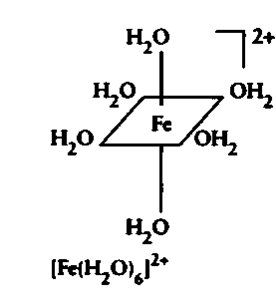 H₂O
2+
H₂O OH₂
Fe
H₂O OH₂
H₂O
[Fe(H₂O)₆]²⁺